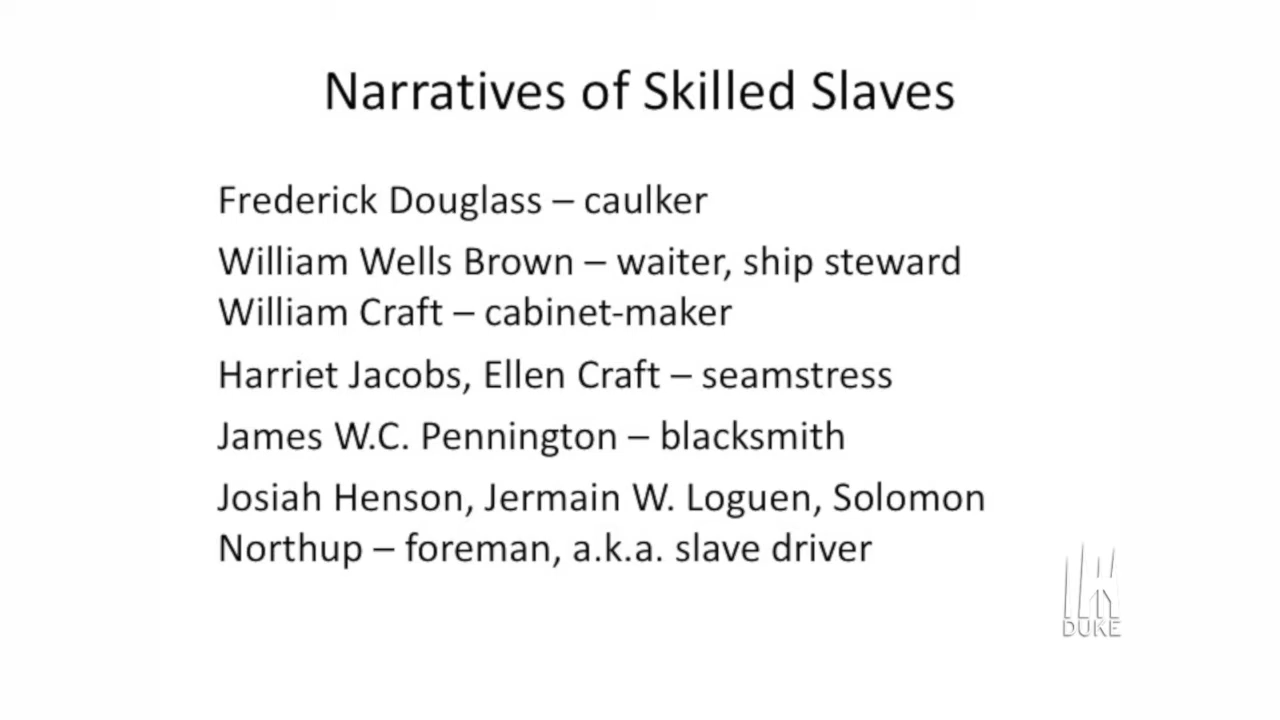 Narratives of Skilled Slaves
Frederick Douglass – caulker
William Wells Brown – waiter, ship steward
William Craft – cabinet-maker
Harriet Jacobs, Ellen Craft – seamstress
James W.C. Pennington – blacksmith
Josiah Henson, Jermain W. Loguen, Solomon
Northup – foreman, a.k.a. slave driver
DUKE